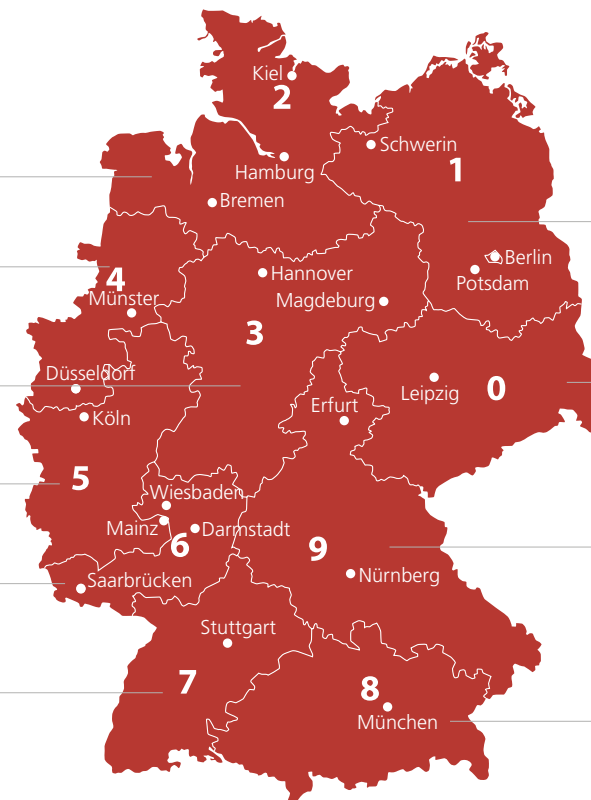 Kiel
2
Schwerin
1
Hamburg
Bremen
Berlin
Hannover
Potsdam
4
Münster
Magdeburg
3
Düsseldorf
0
Leipzig
Erfurt
Köln
5
Wiesbaden
Mainz
Darmstadt
6
9
Nürnberg
Saarbrücken
Stuttgart
7
8
München